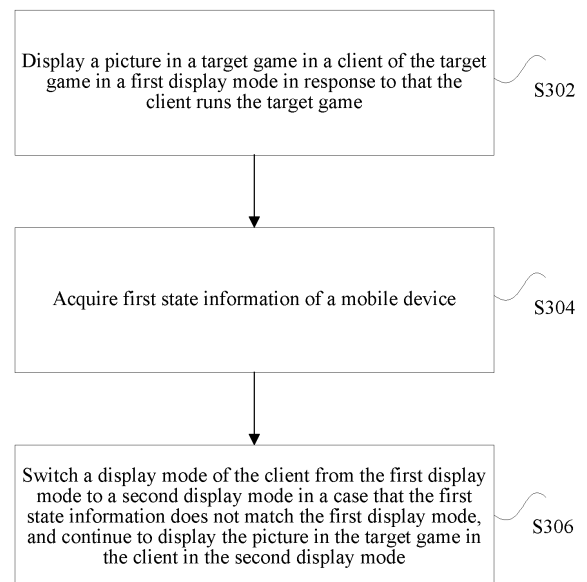 Display a picture in a target game in a client of the target
game in a first display mode in response to that the
client runs the target game
S302
Acquire first state information of a mobile device
S304
Switch a display mode of the client from the first display
mode to a second display mode in a case that the first
state information does not match the first display mode,
and continue to display the picture in the target game in
the client in the second display mode
S306